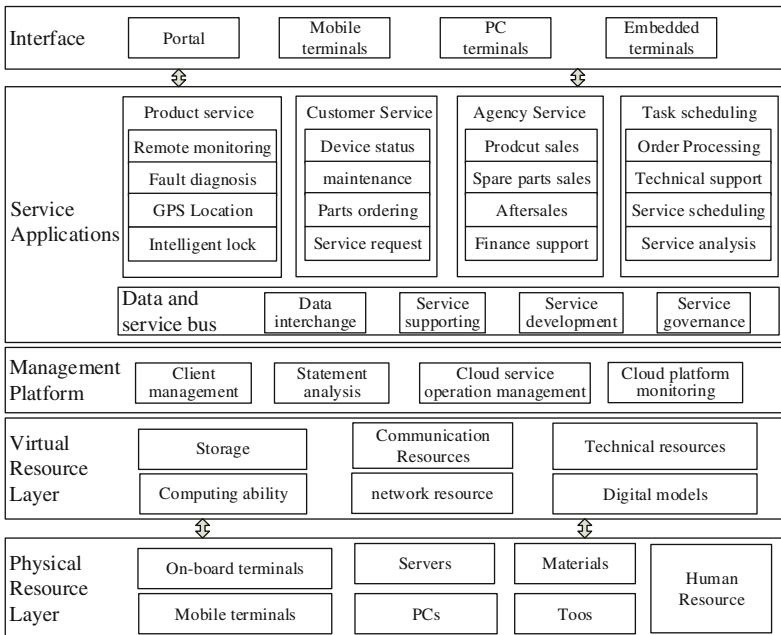 Interface
Portal
Mobile
terminals
PC
terminals
Embedded
terminals
Service
Applications
Product service
Remote monitoring
Fault diagnosis
GPS Location
Intelligent lock
Customer Service
Device status
maintenance
Parts ordering
Service request
Agency Service
Prodcut sales
Spare parts sales
Aftersales
Finance support
Task scheduling
Order Processing
Technical support
Service scheduling
Service analysis
Data and
service bus
Data
interchange
Service
supporting
Service
development
Service
governance
Management
Platform
Client
management
Statement
analysis
Cloud service
operation management
Cloud platform
monitoring
Virtual
Resource
Layer
Storage
Communication
Resources
Technical resources
Computing ability
network resource
Digital models
Physical
Resource
Layer
On-board terminals
Servers
Materials
Human
Resource
Mobile terminals
PCs
Toos